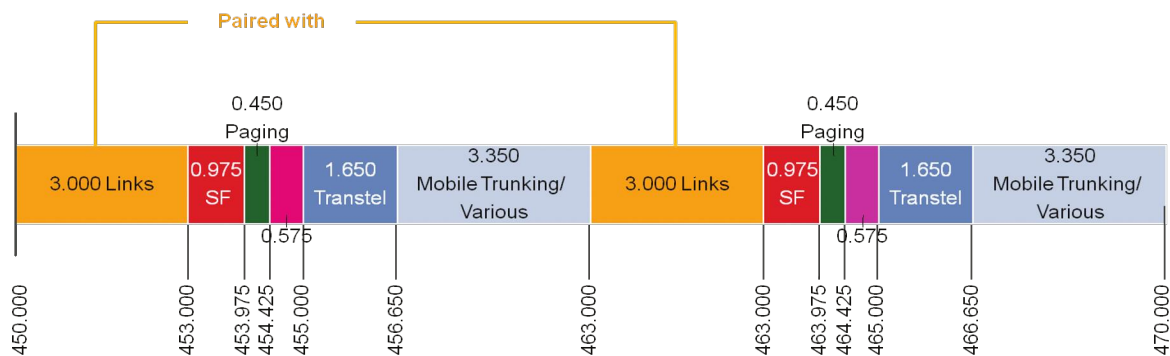 Paired with
0.450
Paging
0.450
Paging
3.000 Links
0.975
SF
0.575
1.650
Transtel
3.350
Mobile Trunking/
Various
3.000 Links
0.975
SF
0.575
1.650
Transtel
3.350
Mobile Trunking/
Various
450.000
453.000
453.975
454.425
455.000
456.650
463.000
463.000
463.975
464.425
465.000
466.650
470.000